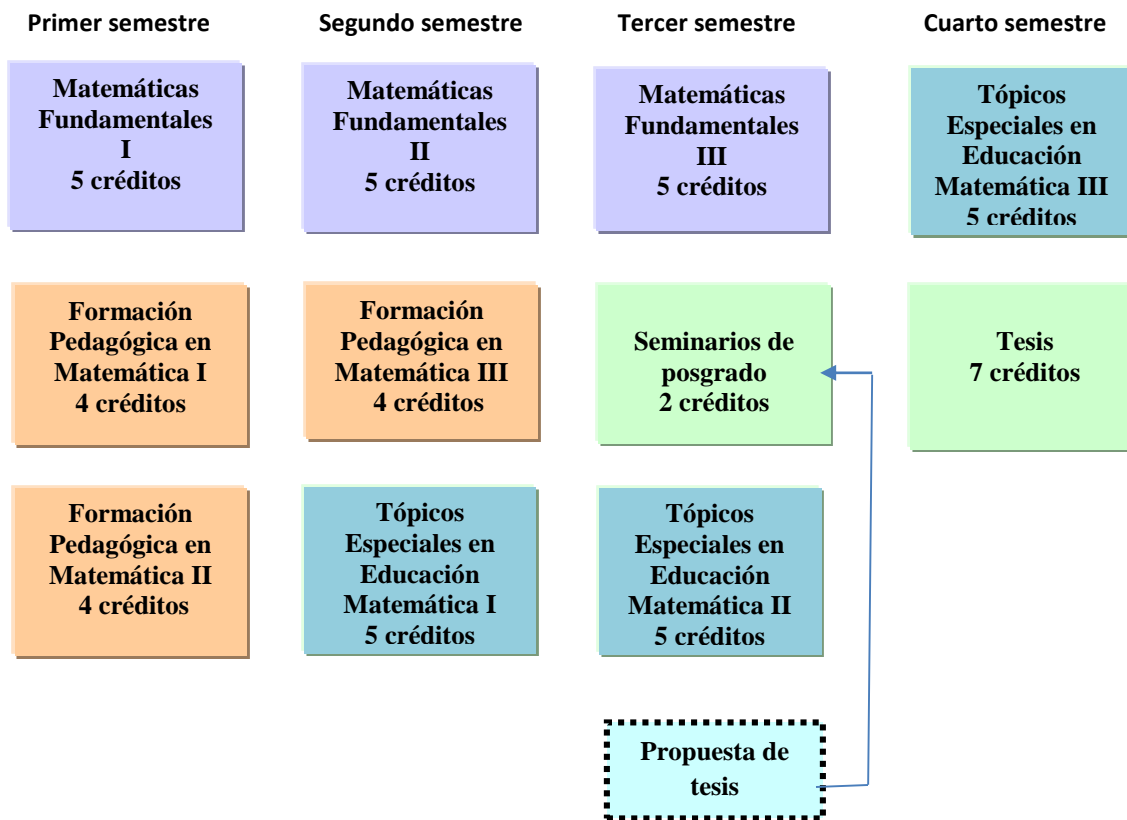 Primer semestre
Segundo semestre
Tercer semestre
Cuarto semestre
Matemáticas
Fundamentales
I
5 créditos
Matemáticas
Fundamentales
II
5 créditos
Matemáticas
Fundamentales
III
5 créditos
Tópicos
Especiales en
Educación
Matemática III
5 créditos
Formación
Pedagógica en
Matemática I
4 créditos
Formación
Pedagógica en
Matemática III
4 créditos
Seminarios de
posgrado
2 créditos
Tesis
7 créditos
Formación
Pedagógica en
Matemática II
4 créditos
Tópicos
Especiales en
Educación
Matemática I
5 créditos
Tópicos
Especiales en
Educación
Matemática II
5 créditos
Propuesta de
tesis